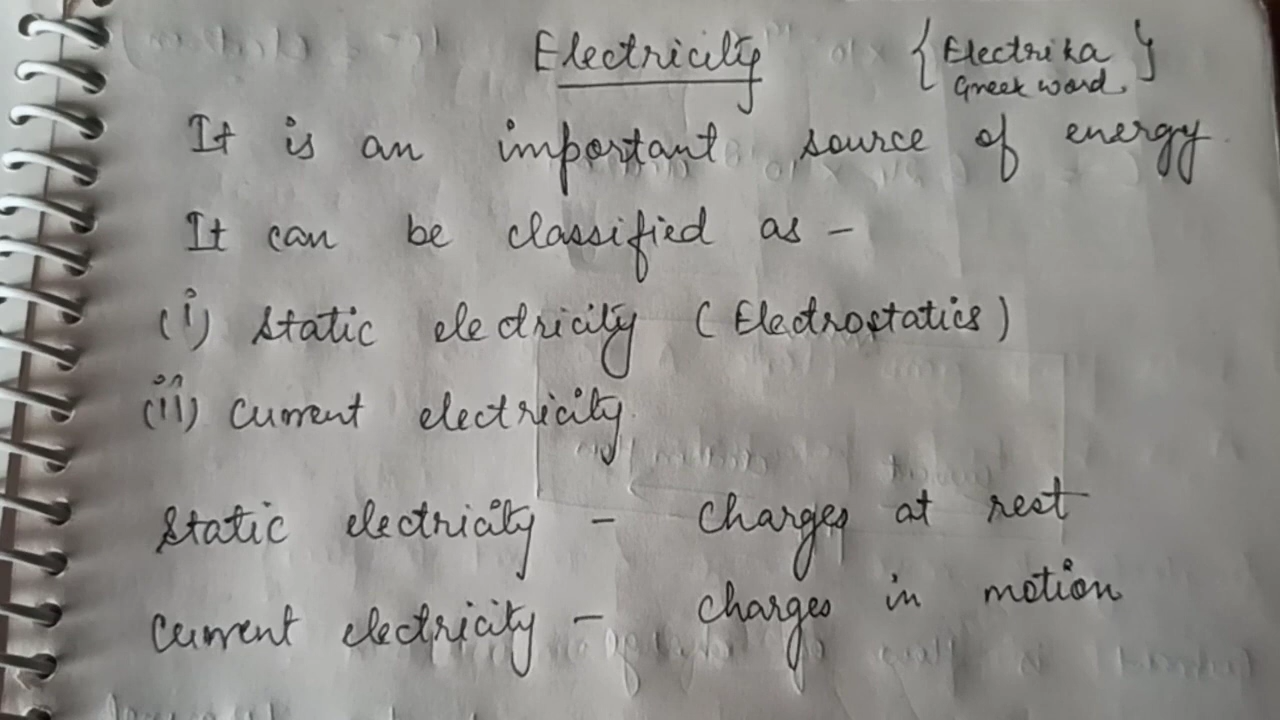 Electricity { Electrika
Greek word. }
It is an important source of energy
It can be classified as -
(i) Static electricity (Electrostatics)
(ii) Current electricity.
Static electricity - charges at rest
Current electricity - charges in motion